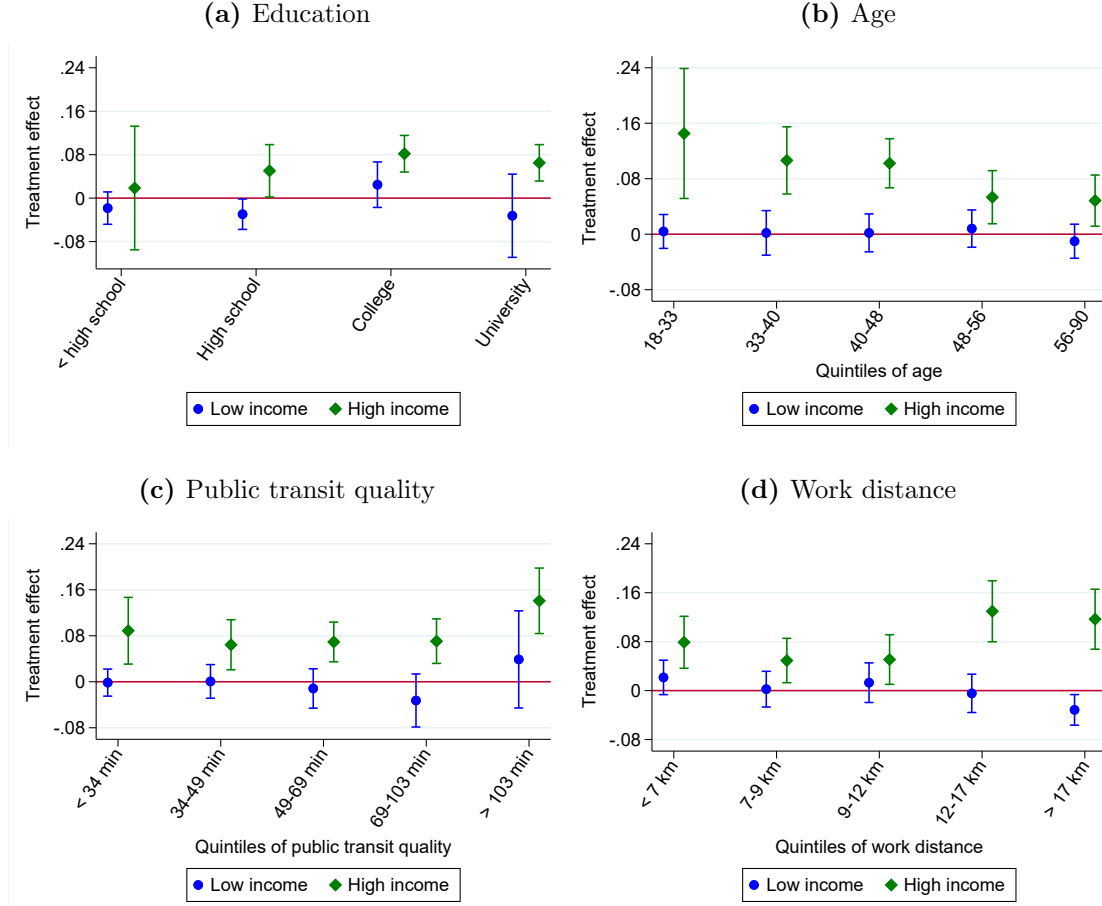 (a) Education
(b) Age
Treatment effect
.24
.16
.08
0
-.08
< high school
High school
College
University
Low income
High income
Treatment effect
.24
.16
.08
0
-.08
18-33
33-40
40-48
48-56
56-90
Quintiles of age
Low income
High income
(c) Public transit quality
(d) Work distance
Treatment effect
.24
.16
.08
0
-.08
< 34 min
34-49 min
49-69 min
69-103 min
> 103 min
Quintiles of public transit quality
Low income
High income
Treatment effect
.24
.16
.08
0
-.08
< 7 km
7-9 km
9-12 km
12-17 km
> 17 km
Quintiles of work distance
Low income
High income